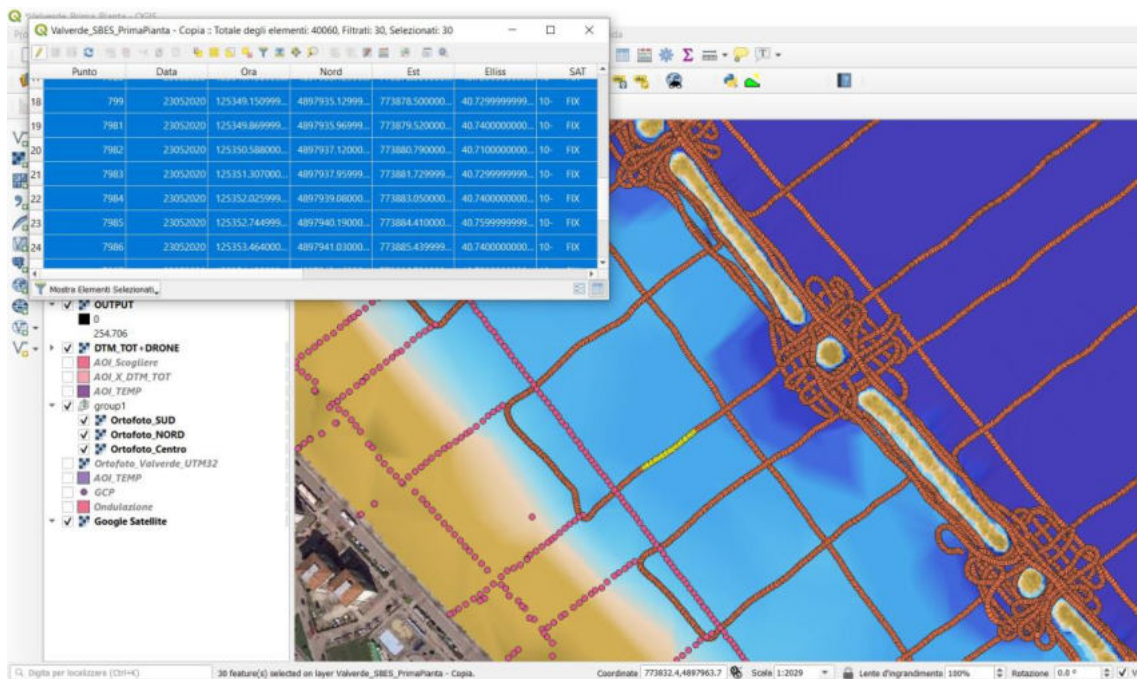 Valverde_Prima_Pianta - QGIS
Valverde_SBES_PrimaPianta - Copia :: Totale degli elementi: 40060, Filtrati: 30, Selezionati: 30
Punto Data Ora Nord Est Elliss SAT
18 799 23052020 125349.150999... 4897935.12999... 773878.500000... 40.7299999999... 10- FIX
19 7981 23052020 125349.869999... 4897935.96999... 773879.520000... 40.7400000000... 10- FIX
20 7982 23052020 125350.588000... 4897937.12000... 773880.790000... 40.7100000000... 10- FIX
21 7983 23052020 125351.307000... 4897937.95999... 773881.729999... 40.7299999999... 10- FIX
22 7984 23052020 125352.025999... 4897939.08000... 773883.050000... 40.7400000000... 10- FIX
23 7985 23052020 125352.744999... 4897940.19000... 773884.410000... 40.7599999999... 10- FIX
24 7986 23052020 125353.464000... 4897941.03000... 773885.439999... 40.7400000000... 10- FIX
Mostra Elementi Selezionati
OUTPUT
0
254.706
DTM_TOT+DRONE
AOI_Scogliere
AOI_X_DTM_TOT
AOI_TEMP
group1
Ortofoto_SUD
Ortofoto_NORD
Ortofoto_Centro
Ortofoto_Valverde_UTM32
AOI_TEMP
GCP
Ondulazione
Google Satellite
Digita per localizzare (Ctrl+K) 30 feature(s) selected on layer Valverde_SBES_PrimaPianta - Copia. Coordinate 773832.4,4897963.7 Scale 1:2029 Lente d'ingrandimento 100% Rotazione 0.0 °